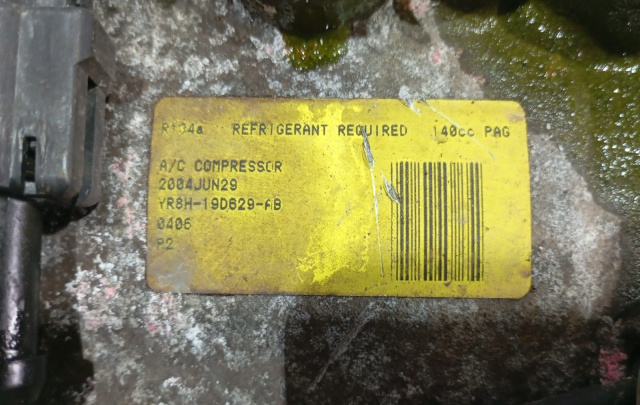 R134a REFRIGERANT REQUIRED 140cc PAG
A/C COMPRESSOR
2004JUN29
YR8H-19D629-AB
0406
P2